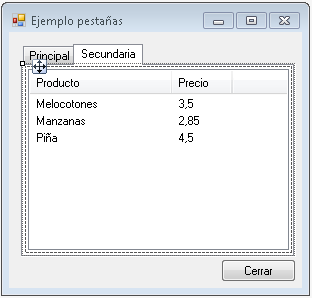 Ejemplo pestañas
Principal Secundaria
Producto Precio
Melocotones 3,5
Manzanas 2,85
Piña 4,5
Cerrar